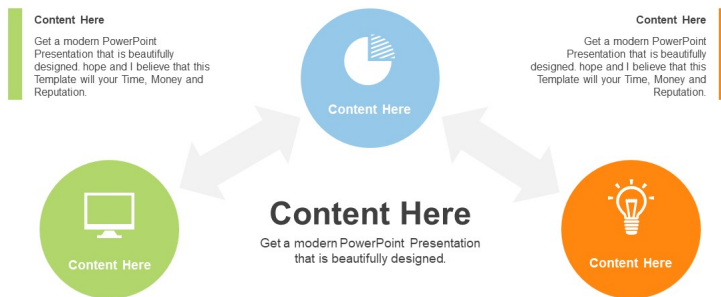 Content Here
Get a modern PowerPoint
Presentation that is beautifully
designed. hope and I believe that this
Template will your Time, Money and
Reputation.
Content Here
Get a modern PowerPoint
Presentation that is beautifully
designed. hope and I believe that this
Template will your Time, Money and
Reputation.
Content Here
Content Here
Get a modern PowerPoint Presentation
that is beautifully designed.
Content Here
Content Here